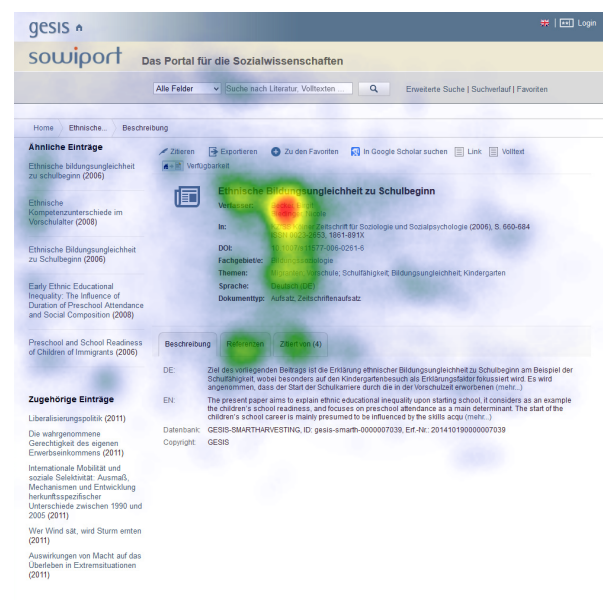 gesis
Login
sowiport Das Portal für die Sozialwissenschaften
Alle Felder Suche nach Literatur, Volltexten ... Erweiterte Suche | Suchverlauf | Favoriten
Home Ethnische... Beschreibung
Ähnliche Einträge
Ethnische bildungsungleichheit
zu schulbeginn (2006)
Ethnische
Kompetenzunterschiede im
Vorschulalter (2008)
Ethnische Bildungsungleichheit
zu Schulbeginn (2006)
Early Ethnic Educational
Inequality: The Influence of
Duration of Preschool Attendance
and Social Composition (2008)
Preschool and School Readiness
of Children of Immigrants (2006)
Zugehörige Einträge
Liberalisierungspolitik (2011)
Die wahrgenommene
Gerechtigkeit des eigenen
Erwerbseinkommens (2011)
Internationale Mobilität und
soziale Selektivität: Ausmaß,
Mechanismen und Entwicklung
herkunftsspezifischer
Unterschiede zwischen 1990 und
2005 (2011)
Wer Wind sät, wird Sturm ernten
(2011)
Auswirkungen von Macht auf das
Überleben in Extremsituationen
(2011)
Zitieren Exportieren Zu den Favoriten In Google Scholar suchen Link Volltext
Verfügbarkeit
Ethnische Bildungsungleichheit zu Schulbeginn
Verfasser:
In: Zeitschrift für Soziologie und Sozialpsychologie (2006), S. 660-684
ISSN 0023-2653, 1861-891X
DOI: 10.1007/s11577-006-0261-6
Fachgebiet/e: Bildungssoziologie
Themen: Migranten; Vorschule; Schulfähigkeit; Bildungsungleichheit; Kindergarten
Sprache: Deutsch (DE)
Dokumenttyp: Aufsatz, Zeitschriftenaufsatz
Beschreibung Referenzen Zitiert von (4)
DE: Ziel des vorliegenden Beitrags ist die Erklärung ethnischer Bildungsungleichheit zu Schulbeginn am Beispiel der
Schulfähigkeit, wobei besonders auf den Kindergartenbesuch als Erklärungsfaktor fokussiert wird. Es wird
angenommen, dass der Start der Schulkarriere durch die in der Vorschulzeit erworbenen (mehr...)
EN: The present paper aims to explain ethnic educational inequality upon starting school, it considers as an example
the children's school readiness, and focuses on preschool attendance as a main determinant. The start of the
children's school career is mainly presumed to be influenced by the skills acqu (mehr...)
Datenbank: GESIS-SMARTHARVESTING, ID: gesis-smarth-0000007039, Erf.-Nr.: 201410190000007039
Copyright: GESIS